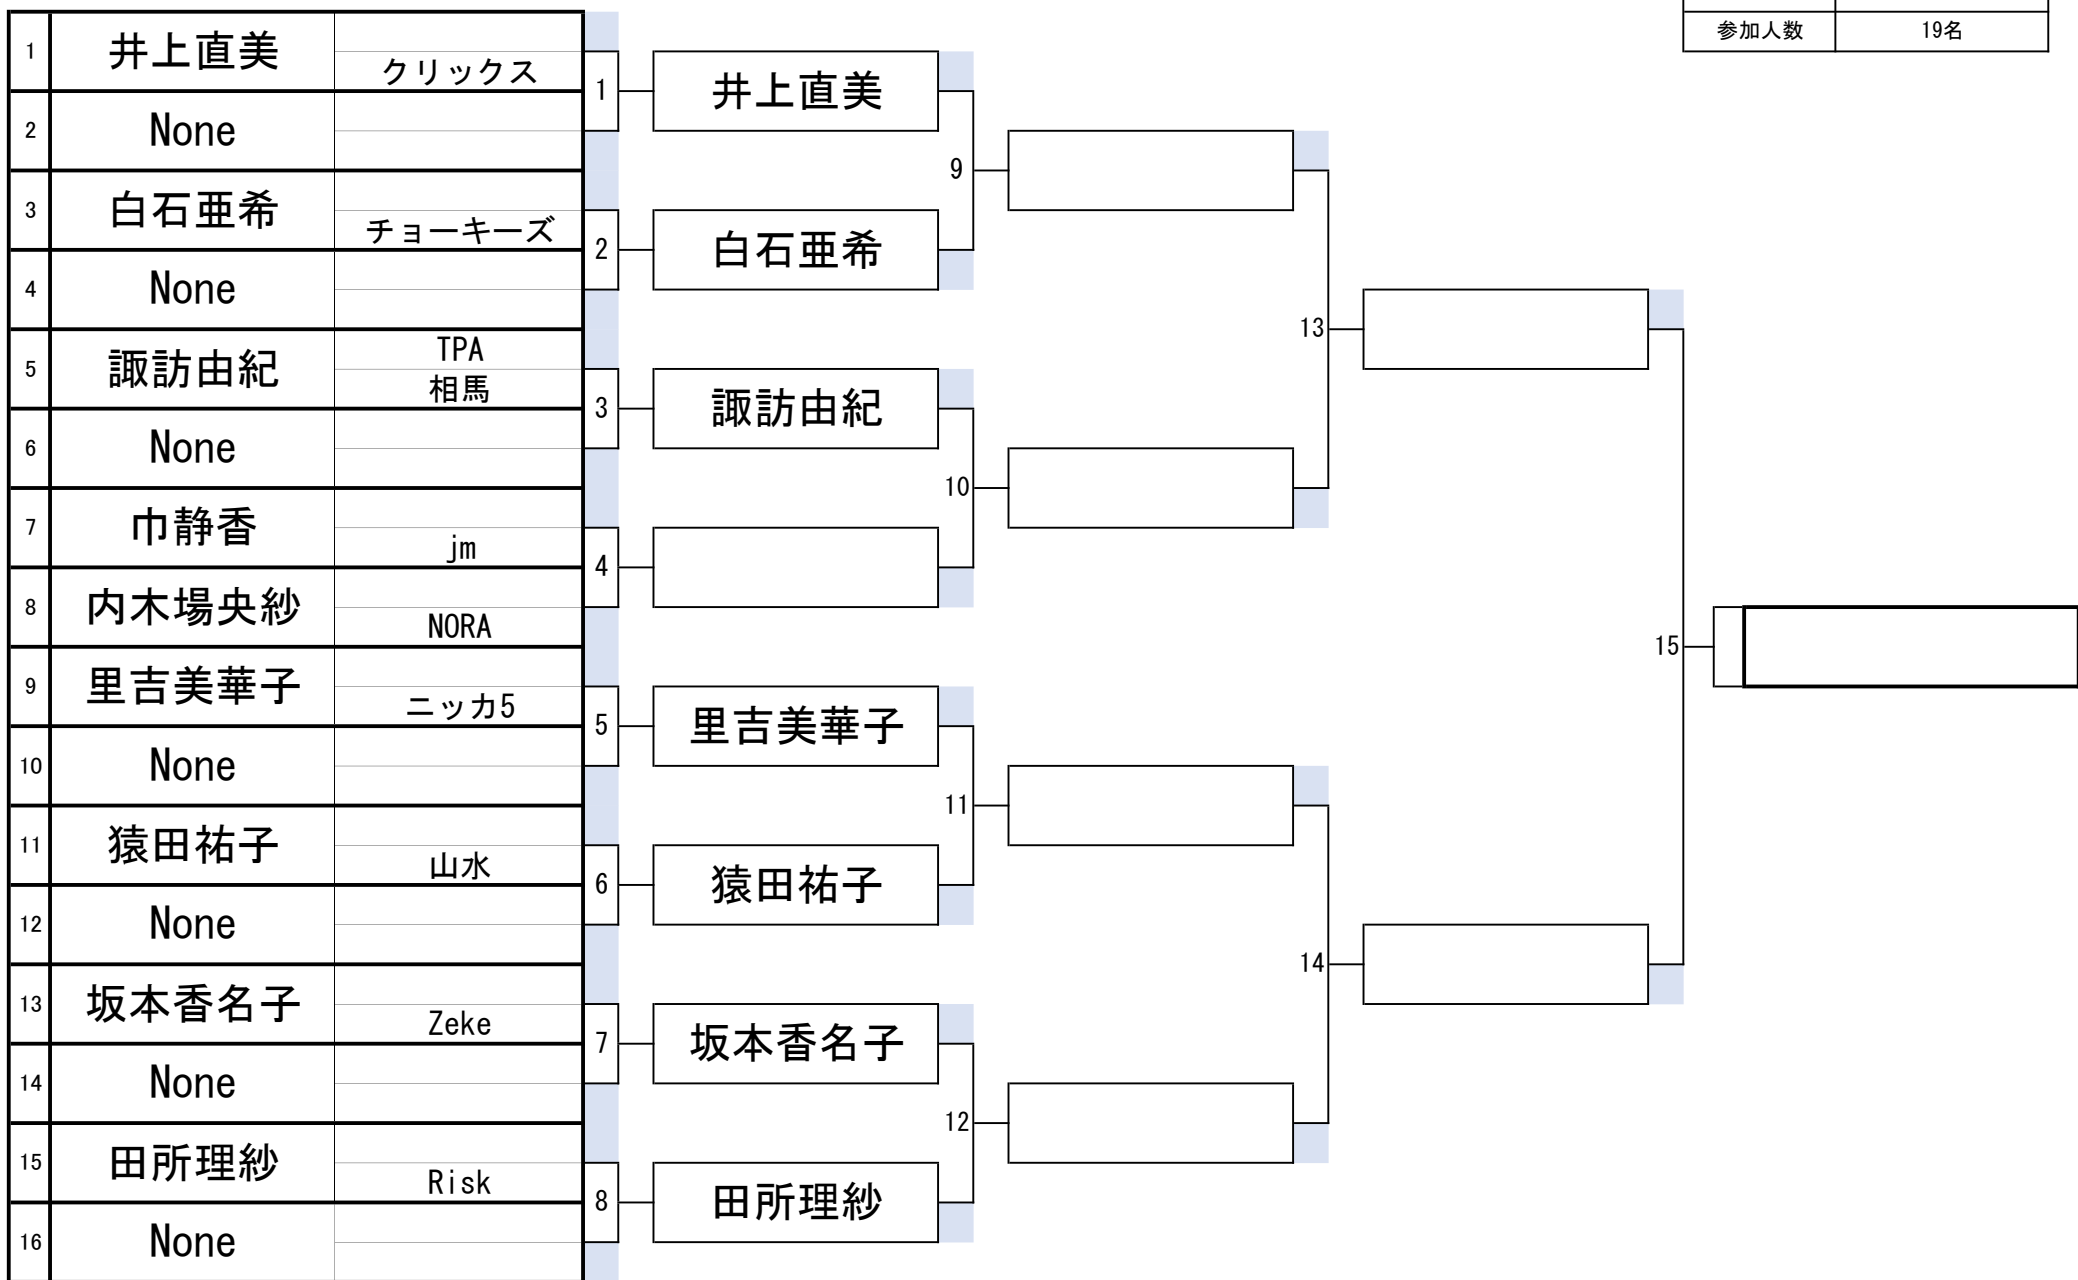 参加人数 19名
1 井上直美 クリックス
2 None
3 白石亜希 チョーキーズ
4 None
5 諏訪由紀 TPA
相馬
6 None
7 巾静香 jm
8 内木場央紗 NORA
9 里吉美華子 ニッカ5
10 None
11 猿田祐子 山水
12 None
13 坂本香名子 Zeke
14 None
15 田所理紗 Risk
16 None
1 井上直美
2 白石亜希
3 諏訪由紀
4
5 里吉美華子
6 猿田祐子
7 坂本香名子
8 田所理紗
9
10
11
12
13
14
15